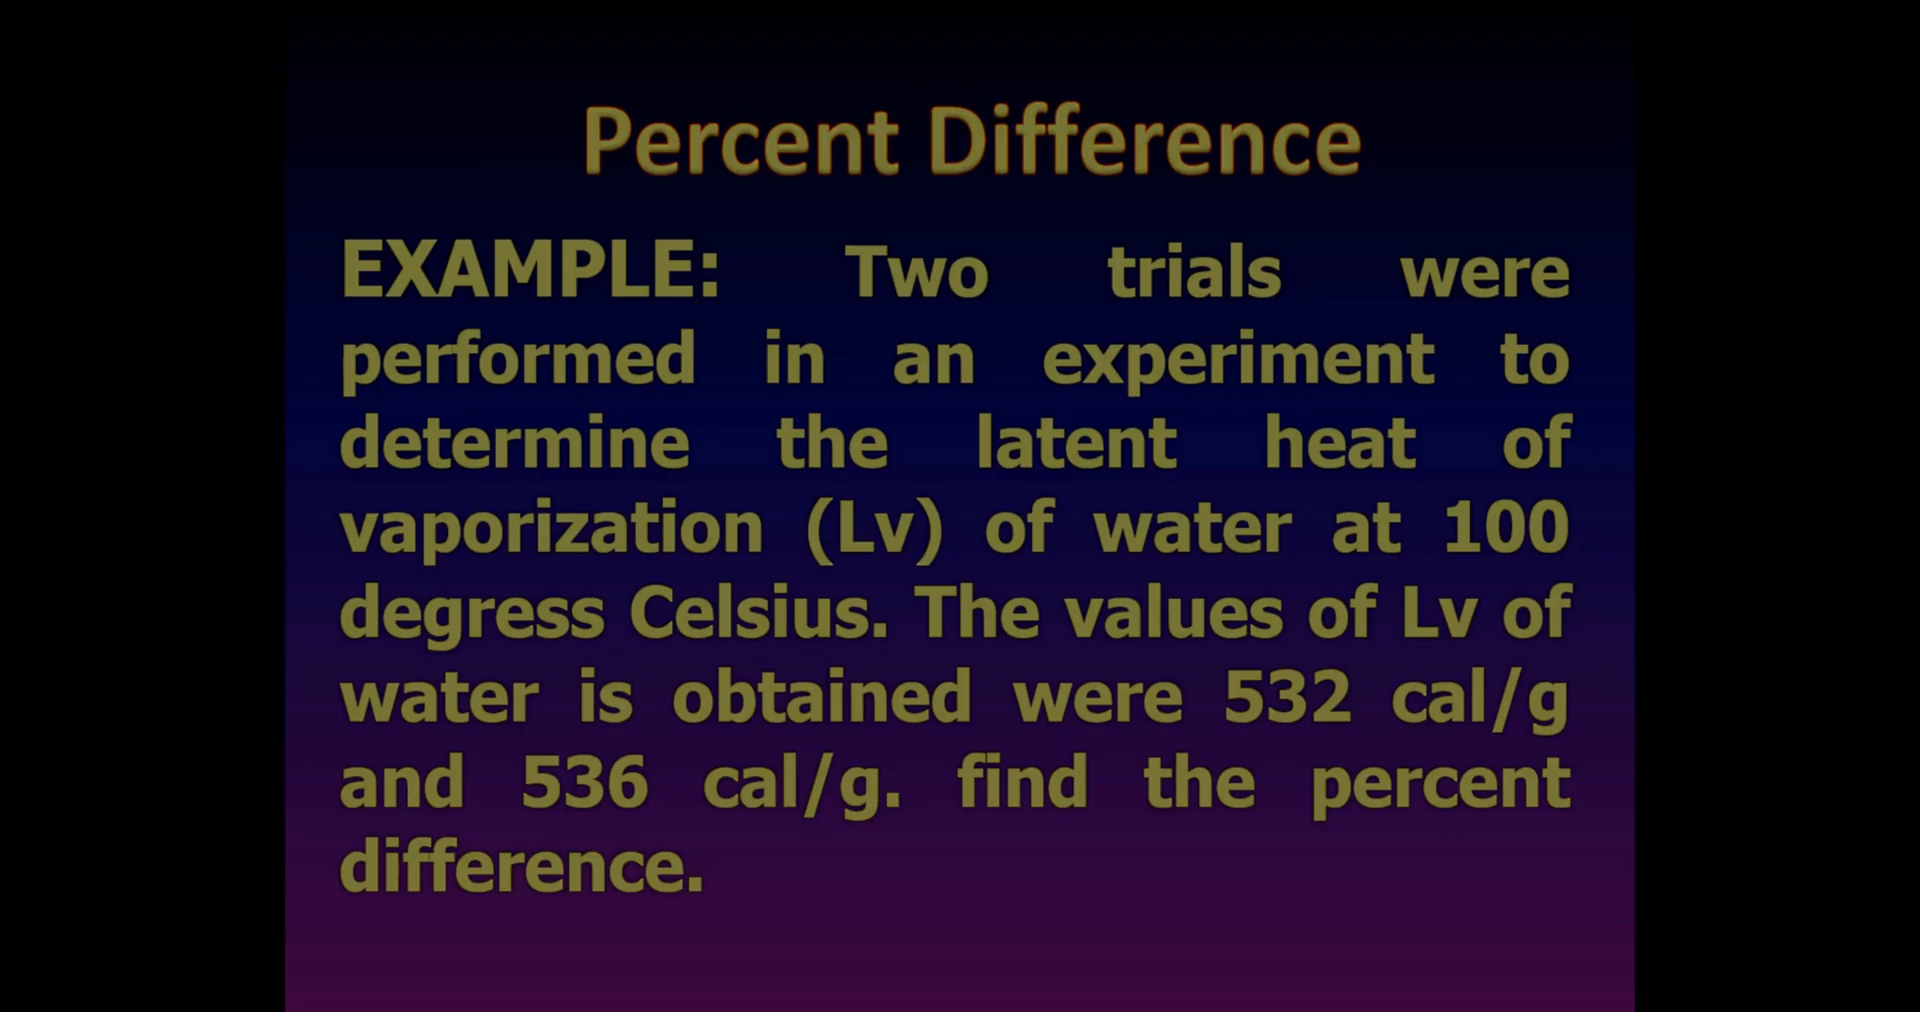 Percent Difference
EXAMPLE: Two trials were
performed in an experiment to
determine the latent heat of
vaporization (Lv) of water at 100
degress Celsius. The values of Lv of
water is obtained were 532 cal/g
and 536 cal/g. find the percent
difference.